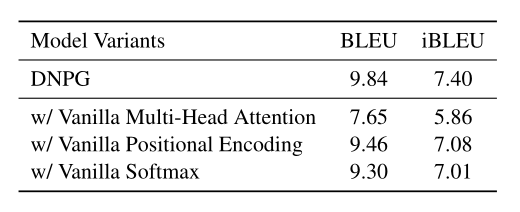 Model Variants BLEU iBLEU
DNPG 9.84 7.40
w/ Vanilla Multi-Head Attention 7.65 5.86
w/ Vanilla Positional Encoding 9.46 7.08
w/ Vanilla Softmax 9.30 7.01